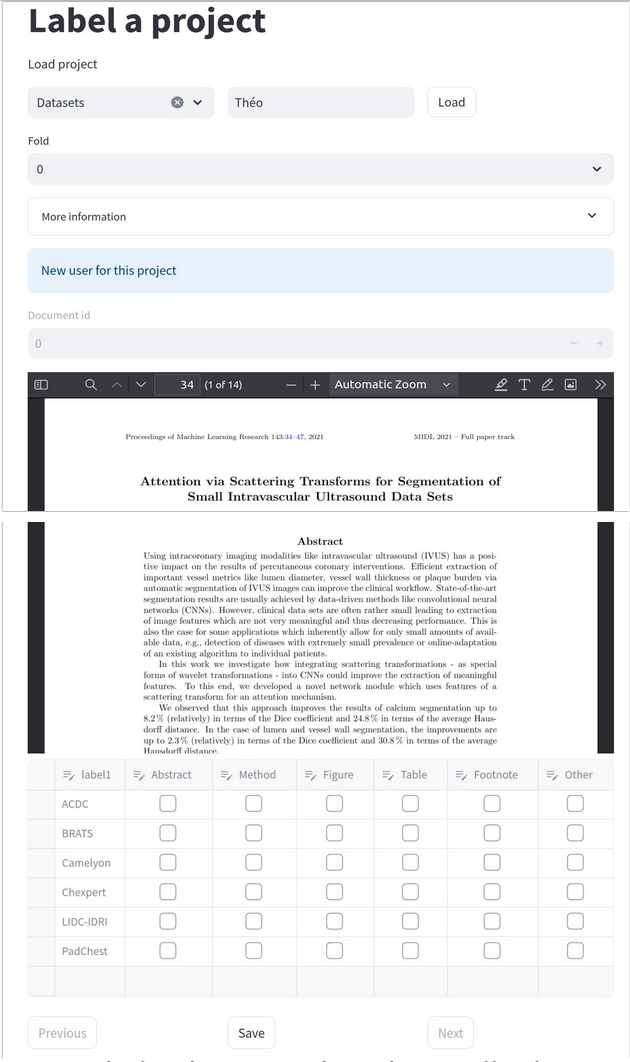 Label a project
Load project
Datasets Théo Load
Fold
0
More information
New user for this project
Document id
0
34 (1 of 14) Automatic Zoom
Proceedings of Machine Learning Research 143:34–47, 2021 MIDL 2021 – Full paper track
Attention via Scattering Transforms for Segmentation of
Small Intravascular Ultrasound Data Sets
Abstract
Using intracoronary imaging modalities like intravascular ultrasound (IVUS) has a posi-
tive impact on the results of percutaneous coronary interventions. Efficient extraction of
important vessel metrics like lumen diameter, vessel wall thickness or plaque burden via
automatic segmentation of IVUS images can improve the clinical workflow. State-of-the-art
segmentation results are usually achieved by data-driven methods like convolutional neural
networks (CNNs). However, clinical data sets are often rather small leading to extraction
of image features which are not very meaningful and thus decreasing performance. This is
also the case for some applications which inherently allow for only small amounts of avail-
able data, e.g., detection of diseases with extremely small prevalence or online-adaptation
of an existing algorithm to individual patients.
In this work we investigate how integrating scattering transformations - as special
forms of wavelet transformations - into CNNs could improve the extraction of meaningful
features. To this end, we developed a novel network module which uses features of a
scattering transform for an attention mechanism.
We observed that this approach improves the results of calcium segmentation up to
8.2 % (relatively) in terms of the Dice coefficient and 24.8 % in terms of the average Haus-
dorff distance. In the case of lumen and vessel wall segmentation, the improvements are
up to 2.3 % (relatively) in terms of the Dice coefficient and 30.8 % in terms of the average
Hausdorff distance.
label1 Abstract Method Figure Table Footnote Other
ACDC
BRATS
Camelyon
Chexpert
LIDC-IDRI
PadChest
Previous Save Next